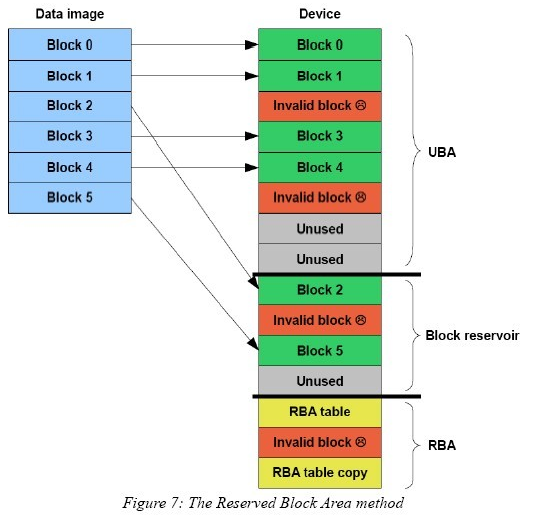 Data image
Device
Block 0
Block 1
Block 2
Block 3
Block 4
Block 5
Block 0
Block 1
Invalid block ☹
Block 3
Block 4
Invalid block ☹
Unused
Unused
Block 2
Invalid block ☹
Block 5
Unused
RBA table
Invalid block ☹
RBA table copy
UBA
Block reservoir
RBA
Figure 7: The Reserved Block Area method